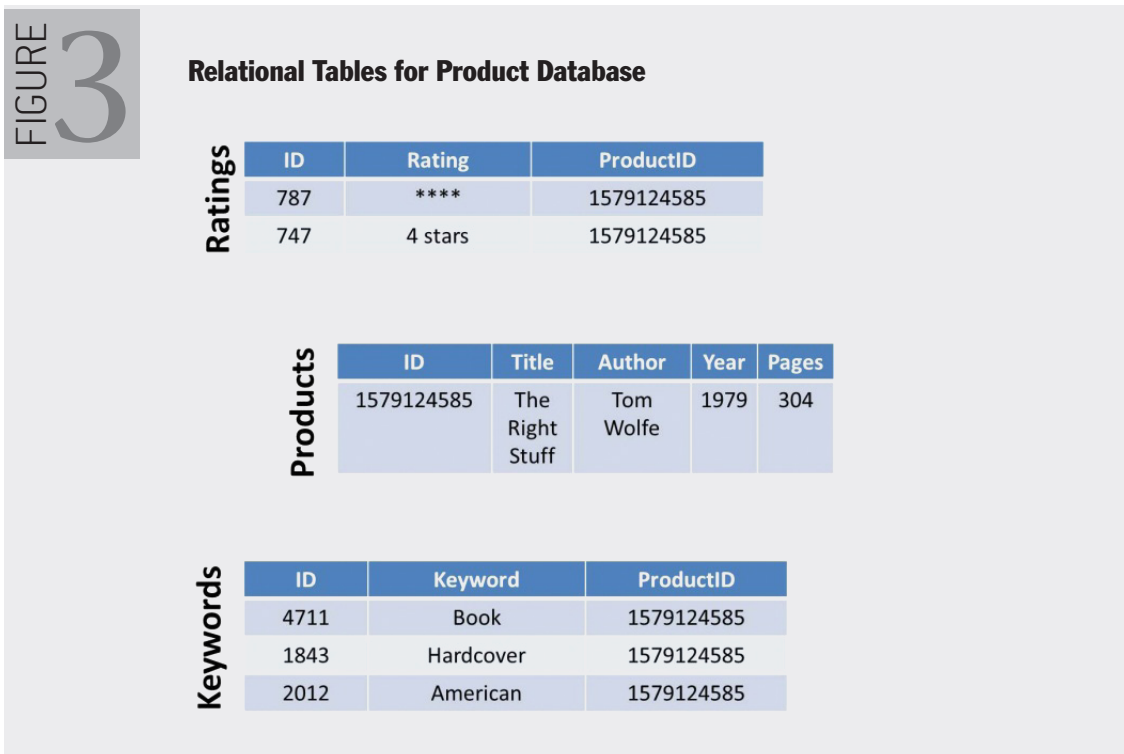 FIGURE 3
Relational Tables for Product Database
Ratings
ID Rating ProductID
787 **** 1579124585
747 4 stars 1579124585
Products
ID Title Author Year Pages
1579124585 The Tom 1979 304
Right Wolfe
Stuff
Keywords
ID Keyword ProductID
4711 Book 1579124585
1843 Hardcover 1579124585
2012 American 1579124585